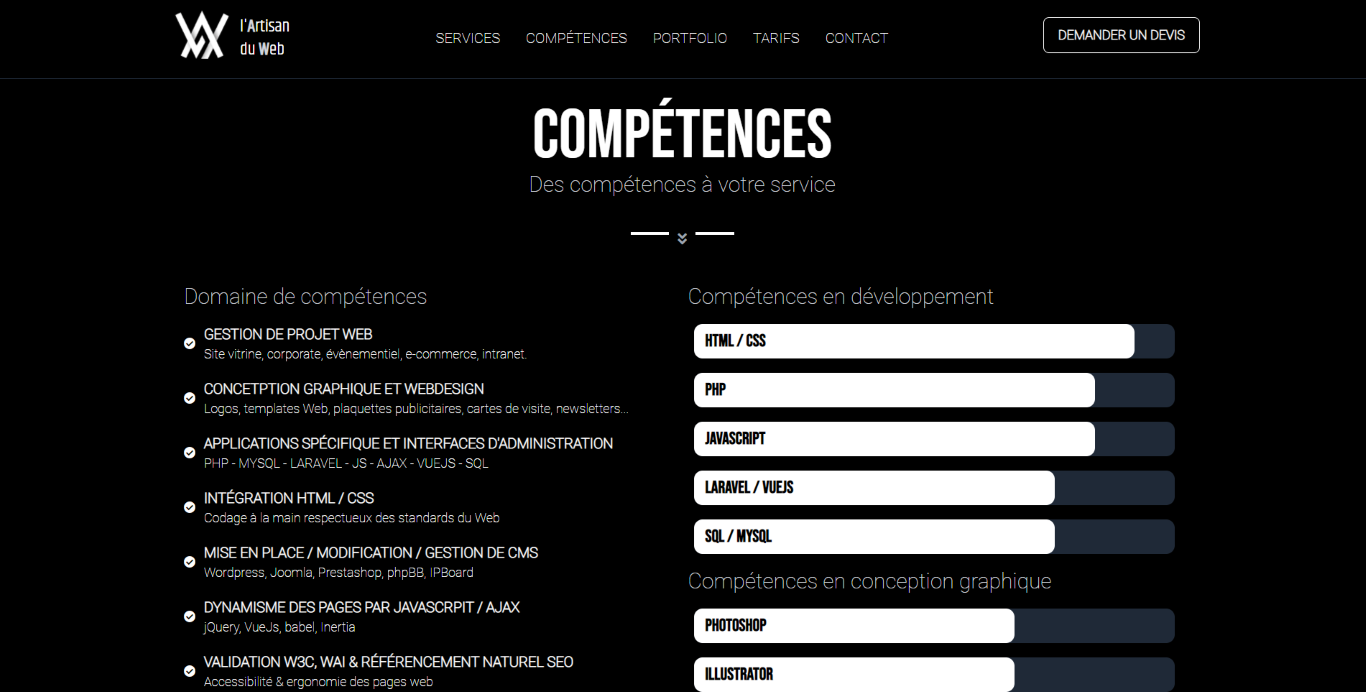 l'Artisan
du Web
SERVICES
COMPÉTENCES
PORTFOLIO
TARIFS
CONTACT
DEMANDER UN DEVIS
COMPÉTENCES
Des compétences à votre service
Domaine de compétences
GESTION DE PROJET WEB
Site vitrine, corporate, évènementiel, e-commerce, intranet.
CONCETPTION GRAPHIQUE ET WEBDESIGN
Logos, templates Web, plaquettes publicitaires, cartes de visite, newsletters...
APPLICATIONS SPÉCIFIQUE ET INTERFACES D'ADMINISTRATION
PHP - MYSQL - LARAVEL - JS - AJAX - VUEJS - SQL
INTÉGRATION HTML / CSS
Codage à la main respectueux des standards du Web
MISE EN PLACE / MODIFICATION / GESTION DE CMS
Wordpress, Joomla, Prestashop, phpBB, IPBoard
DYNAMISME DES PAGES PAR JAVASCRPIT / AJAX
jQuery, VueJs, babel, Inertia
VALIDATION W3C, WAI & RÉFÉRENCEMENT NATUREL SEO
Accessibilité & ergonomie des pages web
Compétences en développement
HTML / CSS
PHP
JAVASCRIPT
LARAVEL / VUEJS
SQL / MYSQL
Compétences en conception graphique
PHOTOSHOP
ILLUSTRATOR